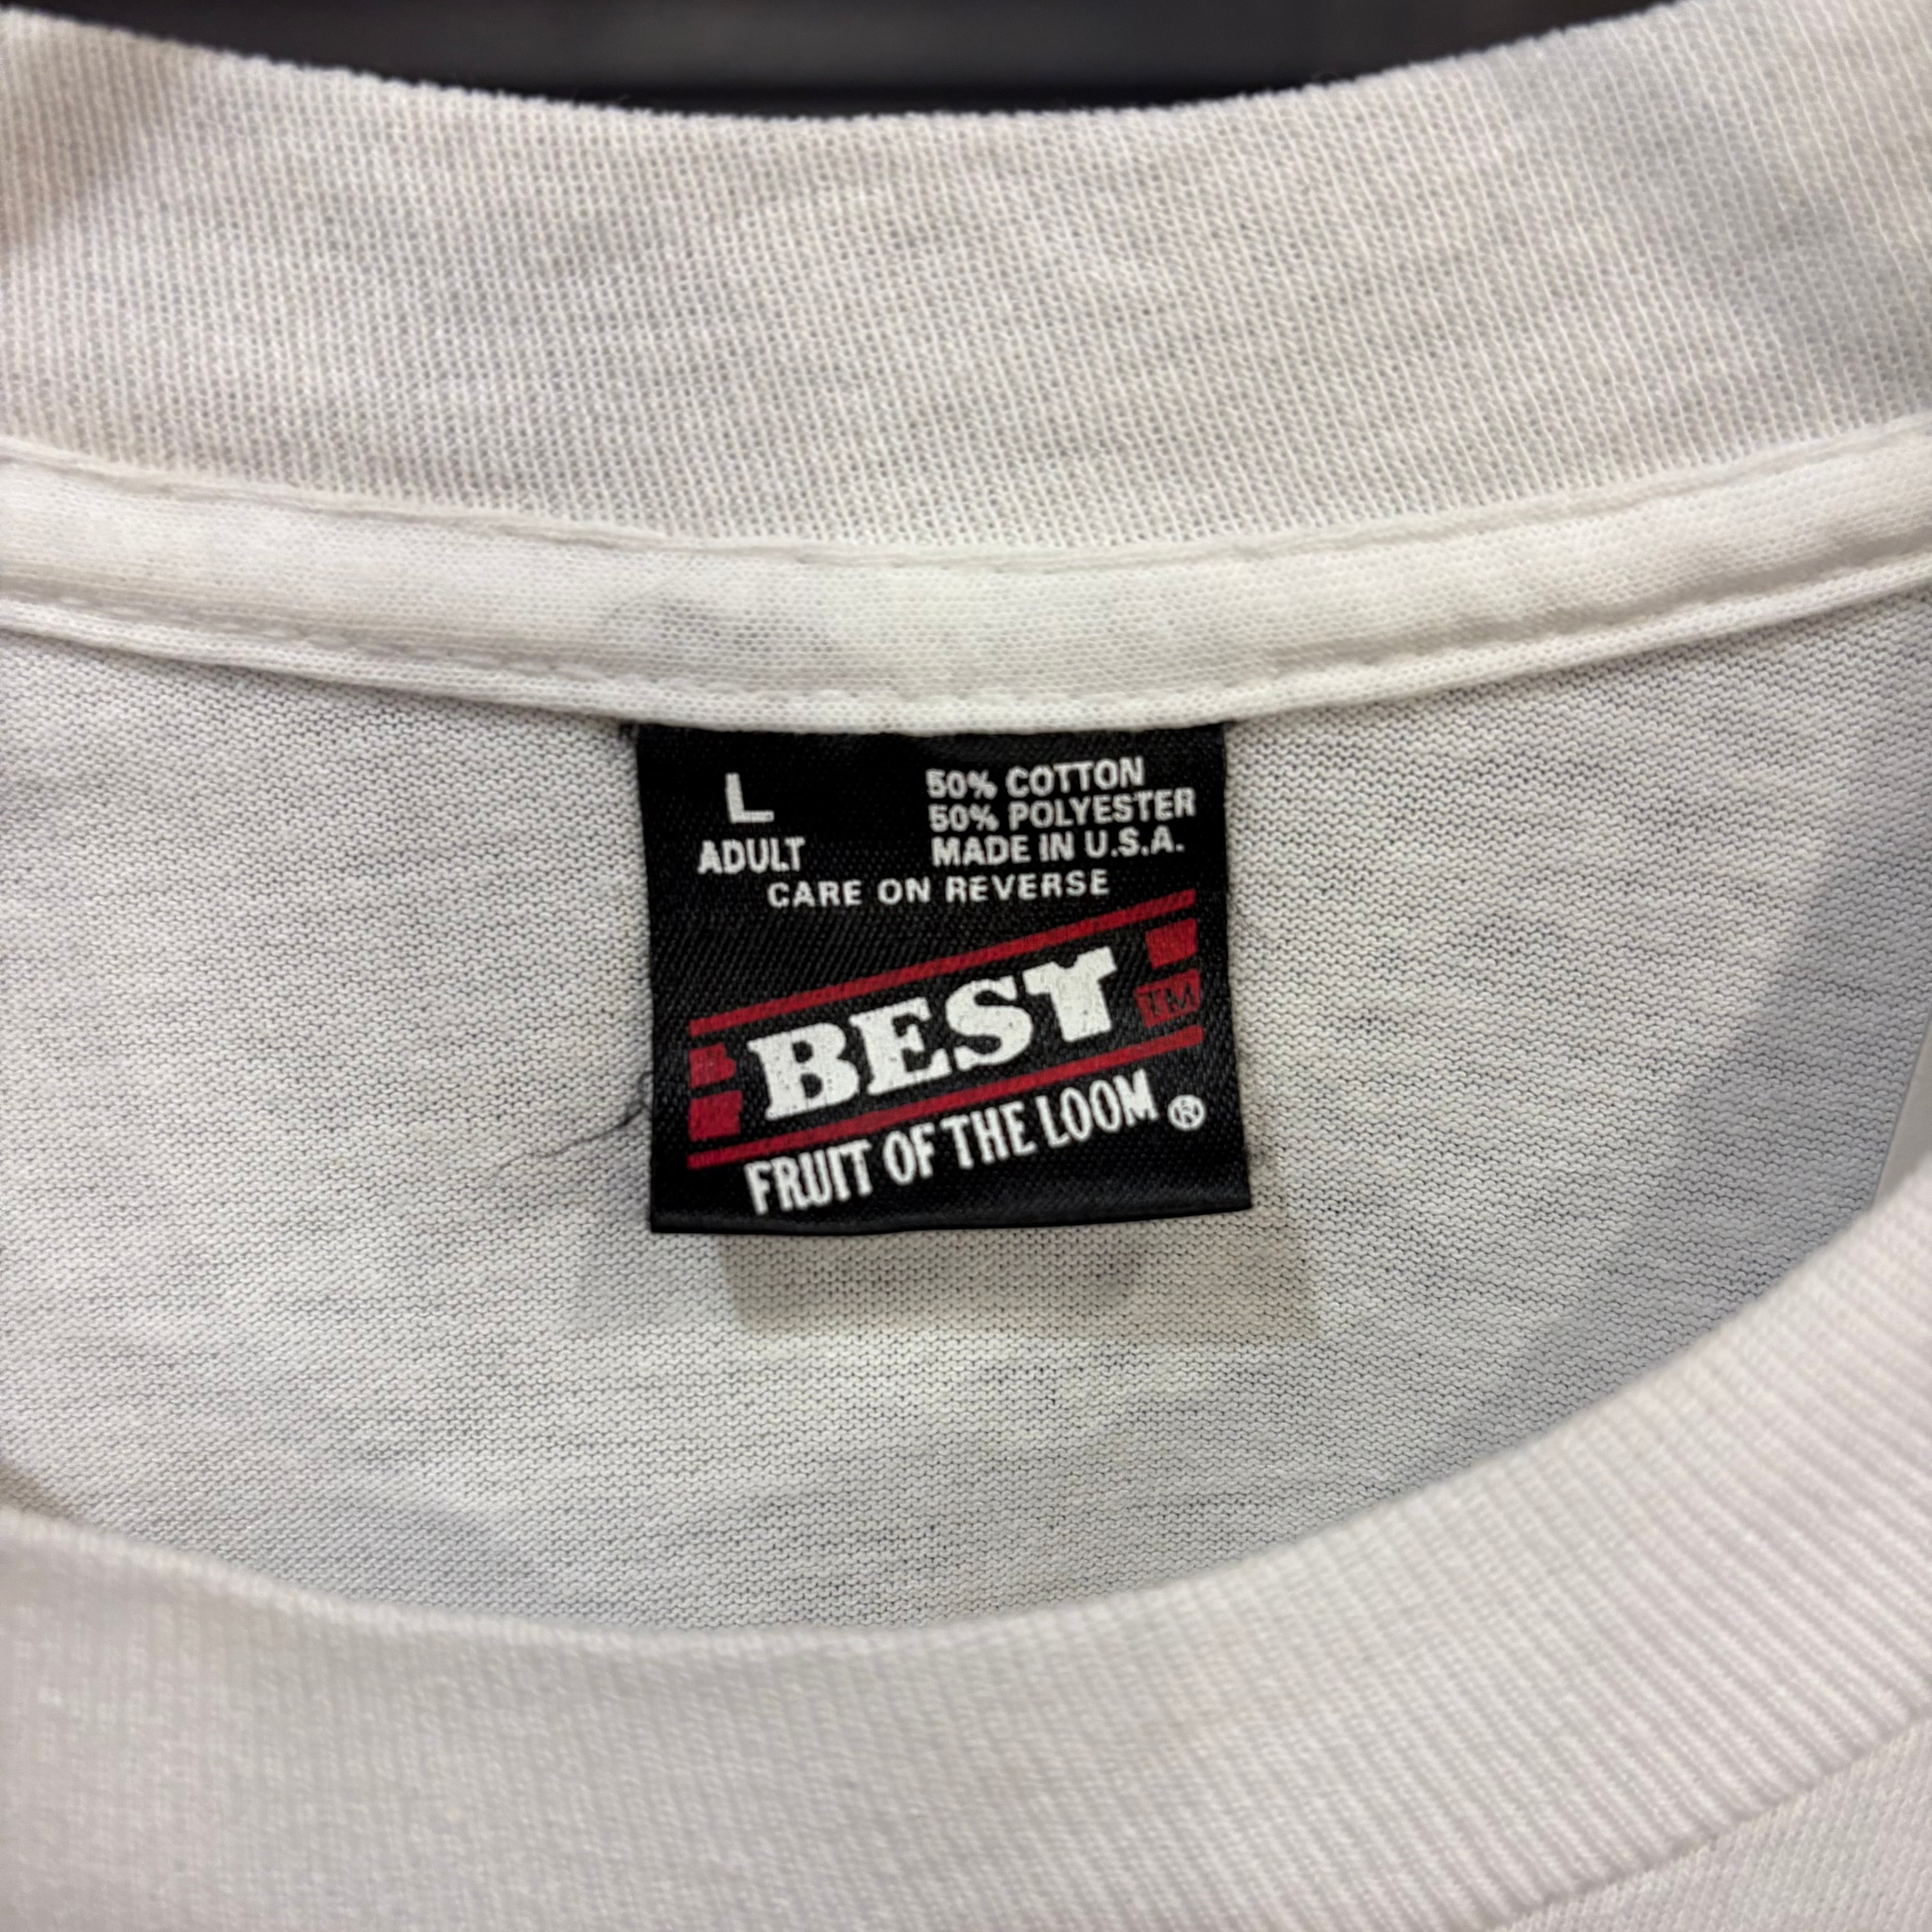 L
ADULT
50% COTTON
50% POLYESTER
MADE IN U.S.A.
CARE ON REVERSE
BEST
TM
FRUIT OF THE LOOM ®